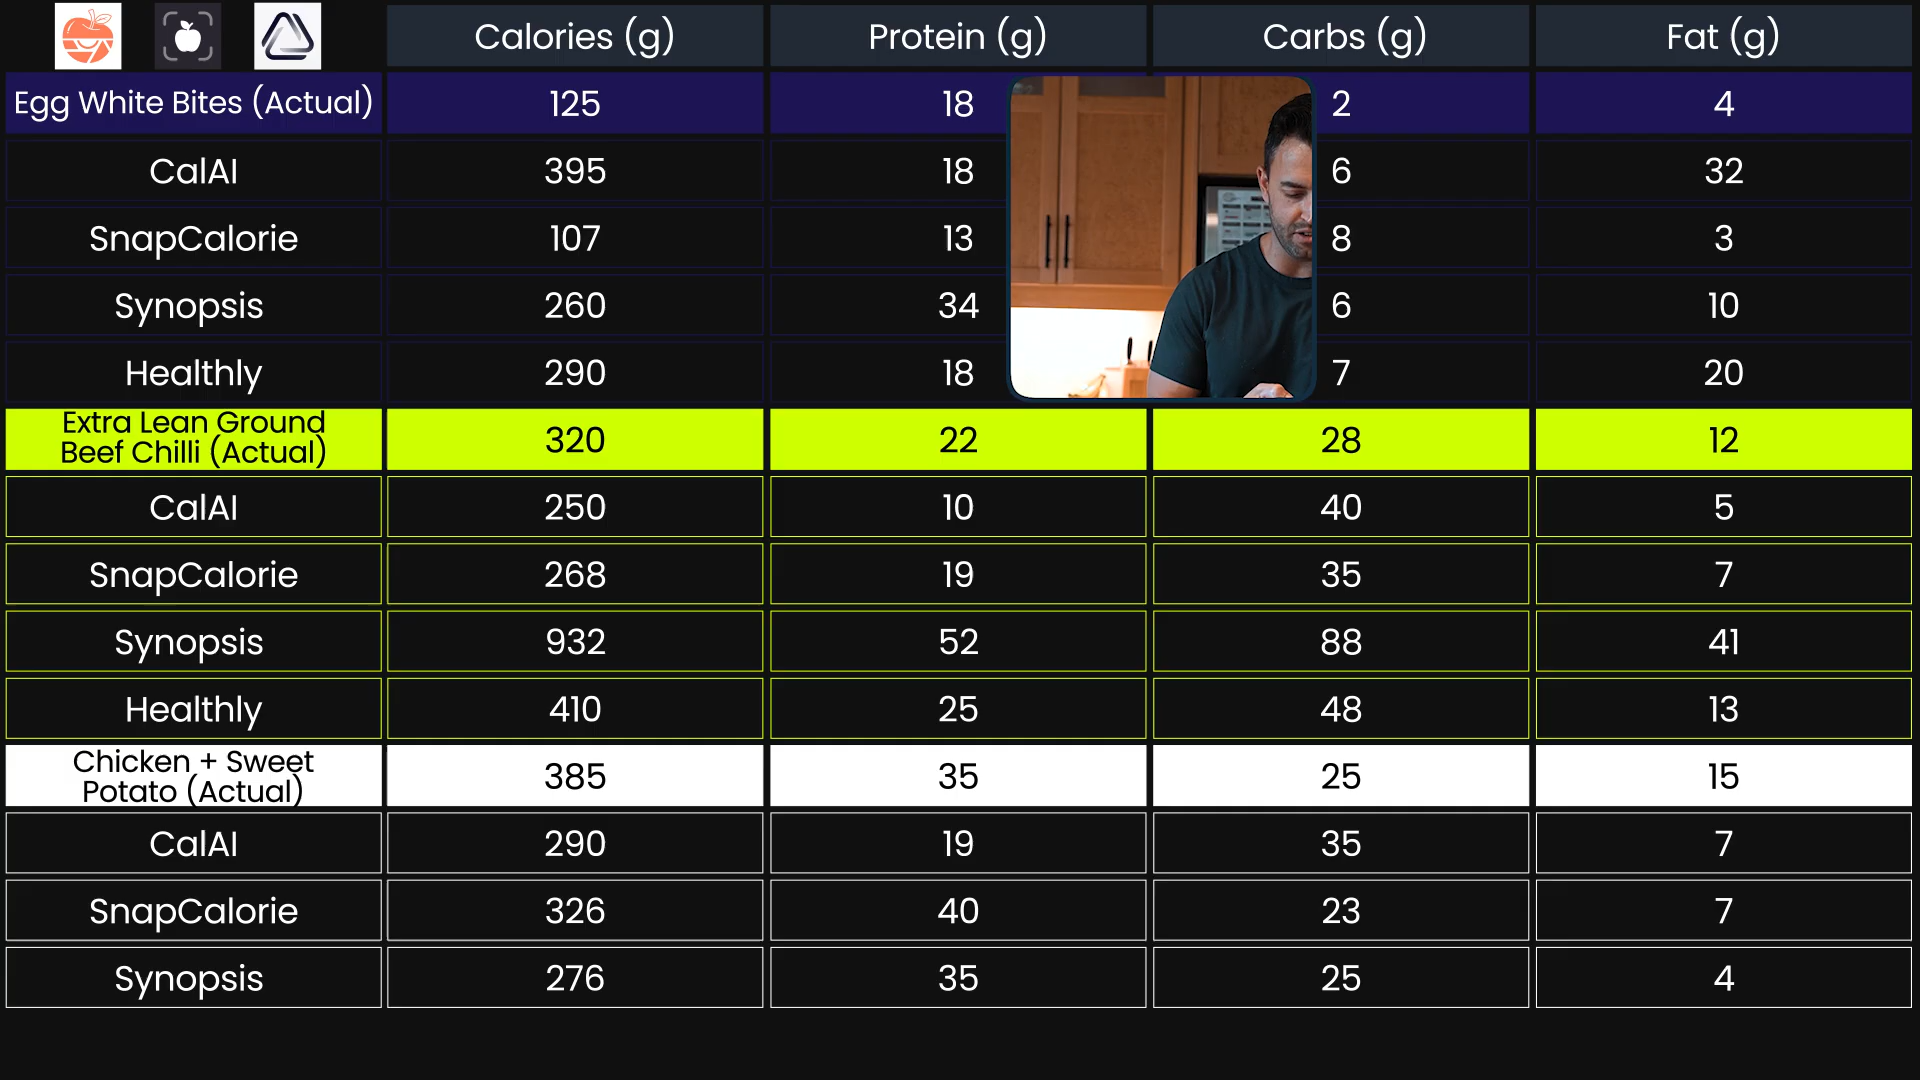 Calories (g) Protein (g) Carbs (g) Fat (g)
Egg White Bites (Actual) 125 18 2 4
CalAI 395 18 6 32
SnapCalorie 107 13 8 3
Synopsis 260 34 6 10
Healthly 290 18 7 20
Extra Lean Ground
Beef Chilli (Actual) 320 22 28 12
CalAI 250 10 40 5
SnapCalorie 268 19 35 7
Synopsis 932 52 88 41
Healthly 410 25 48 13
Chicken + Sweet
Potato (Actual) 385 35 25 15
CalAI 290 19 35 7
SnapCalorie 326 40 23 7
Synopsis 276 35 25 4